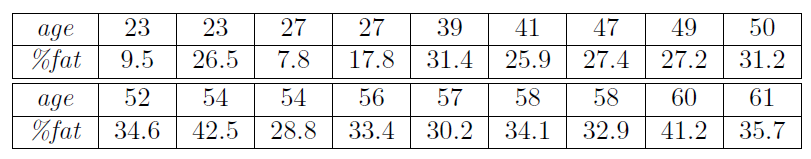 age 23 23 27 27 39 41 47 49 50
%fat 9.5 26.5 7.8 17.8 31.4 25.9 27.4 27.2 31.2
age 52 54 54 56 57 58 58 60 61
%fat 34.6 42.5 28.8 33.4 30.2 34.1 32.9 41.2 35.7